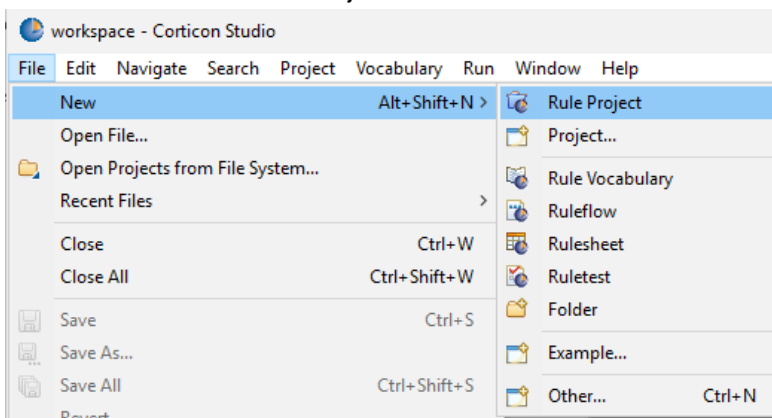 workspace - Corticon Studio
File Edit Navigate Search Project Vocabulary Run Window Help
New Alt+Shift+N >
Open File...
Open Projects from File System...
Recent Files >
Close Ctrl+W
Close All Ctrl+Shift+W
Save Ctrl+S
Save As...
Save All Ctrl+Shift+S
Revert
Rule Project
Project...
Rule Vocabulary
Ruleflow
Rulesheet
Ruletest
Folder
Example...
Other... Ctrl+N